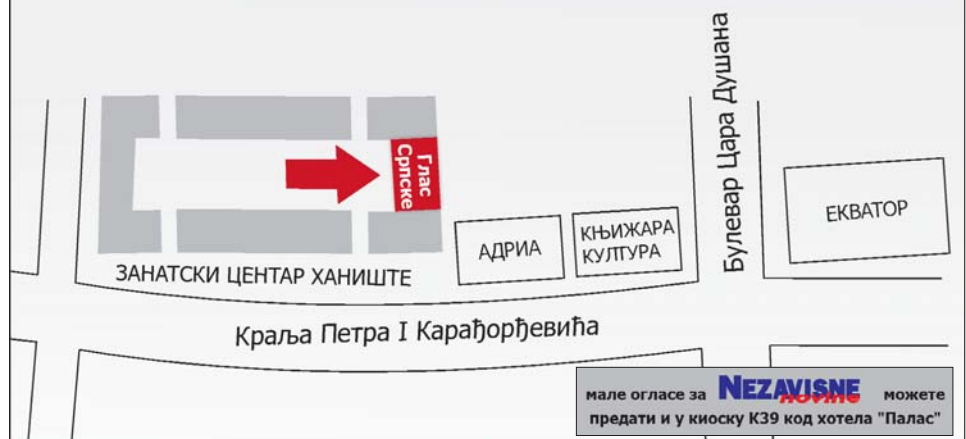 Булевар Цара Душана
Глас
Српске
ЕКВАТОР
АДРИА
КЊИЖАРА
КУЛТУРА
ЗАНАТСКИ ЦЕНТАР ХАНИШТЕ
Краља Петра I Карађорђевића
мале огласе за NEZAVISNE novine можете
предати и у киоску К39 код хотела "Палас"